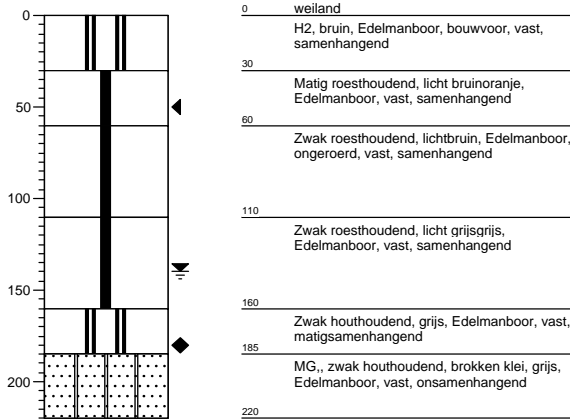 0
50
100
150
200
0
weiland
H2, bruin, Edelmanboor, bouwvoor, vast,
samenhangend
30
Matig roesthoudend, licht bruinoranje,
Edelmanboor, vast, samenhangend
60
Zwak roesthoudend, lichtbruin, Edelmanboor,
ongeroerd, vast, samenhangend
110
Zwak roesthoudend, licht grijsgrijs,
Edelmanboor, vast, samenhangend
160
Zwak houthoudend, grijs, Edelmanboor, vast,
matigsamenhangend
185
MG,, zwak houthoudend, brokken klei, grijs,
Edelmanboor, vast, onsamenhangend
220